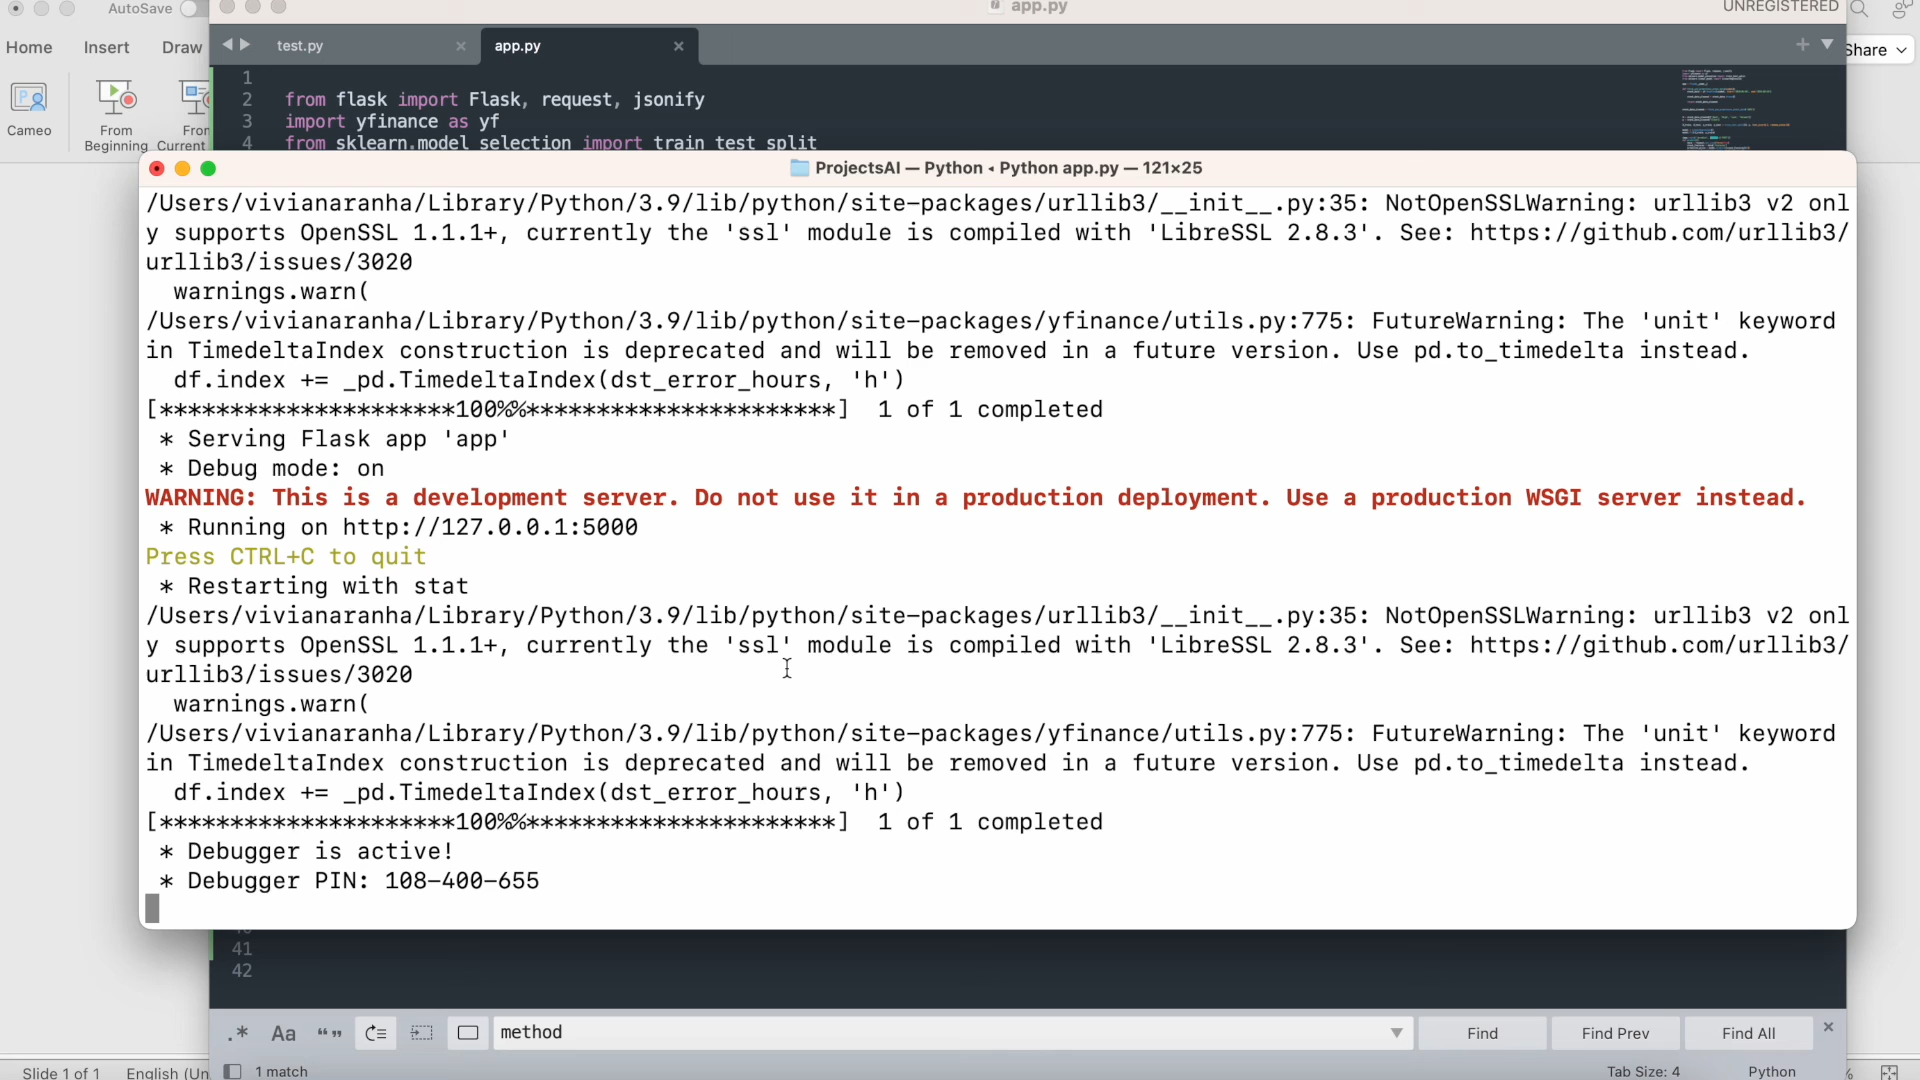 AutoSave
app.py
UNREGISTERED
Home Insert Draw
test.py
app.py
Share
Cameo
From
Beginning
From
Current
1
2 from flask import Flask, request, jsonify
3 import yfinance as yf
4 from sklearn.model_selection import train_test_split
ProjectsAI — Python ◂ Python app.py — 121×25
/Users/vivianaranha/Library/Python/3.9/lib/python/site-packages/urllib3/__init__.py:35: NotOpenSSLWarning: urllib3 v2 onl
y supports OpenSSL 1.1.1+, currently the 'ssl' module is compiled with 'LibreSSL 2.8.3'. See: https://github.com/urllib3/
urllib3/issues/3020
warnings.warn(
/Users/vivianaranha/Library/Python/3.9/lib/python/site-packages/yfinance/utils.py:775: FutureWarning: The 'unit' keyword
in TimedeltaIndex construction is deprecated and will be removed in a future version. Use pd.to_timedelta instead.
df.index += _pd.TimedeltaIndex(dst_error_hours, 'h')
[*********************100%%**********************]  1 of 1 completed
* Serving Flask app 'app'
* Debug mode: on
WARNING: This is a development server. Do not use it in a production deployment. Use a production WSGI server instead.
* Running on http://127.0.0.1:5000
Press CTRL+C to quit
* Restarting with stat
/Users/vivianaranha/Library/Python/3.9/lib/python/site-packages/urllib3/__init__.py:35: NotOpenSSLWarning: urllib3 v2 onl
y supports OpenSSL 1.1.1+, currently the 'ssl' module is compiled with 'LibreSSL 2.8.3'. See: https://github.com/urllib3/
urllib3/issues/3020
warnings.warn(
/Users/vivianaranha/Library/Python/3.9/lib/python/site-packages/yfinance/utils.py:775: FutureWarning: The 'unit' keyword
in TimedeltaIndex construction is deprecated and will be removed in a future version. Use pd.to_timedelta instead.
df.index += _pd.TimedeltaIndex(dst_error_hours, 'h')
[*********************100%%**********************]  1 of 1 completed
* Debugger is active!
* Debugger PIN: 108-400-655
41
42
.* Aa “” method Find Find Prev Find All
Slide 1 of 1 English (Un
1 match
Tab Size: 4
Python
%